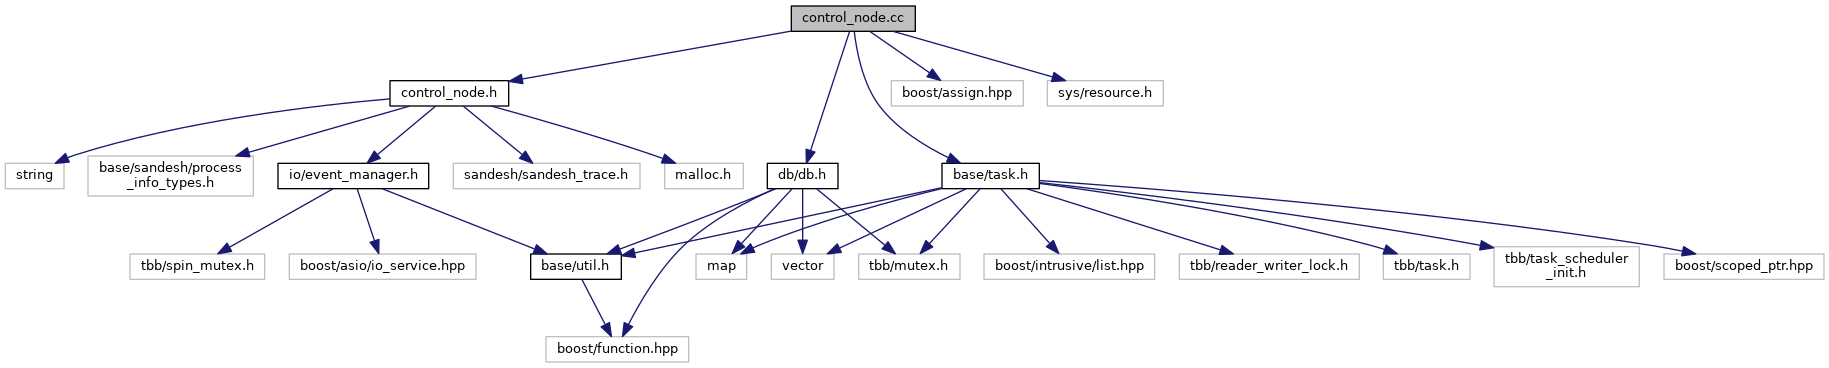 control_node.cc
control_node.h
boost/assign.hpp
sys/resource.h
string
base/sandesh/process
_info_types.h
io/event_manager.h
sandesh/sandesh_trace.h
malloc.h
db/db.h
base/task.h
tbb/spin_mutex.h
boost/asio/io_service.hpp
base/util.h
map
vector
tbb/mutex.h
boost/intrusive/list.hpp
tbb/reader_writer_lock.h
tbb/task.h
tbb/task_scheduler
_init.h
boost/scoped_ptr.hpp
boost/function.hpp